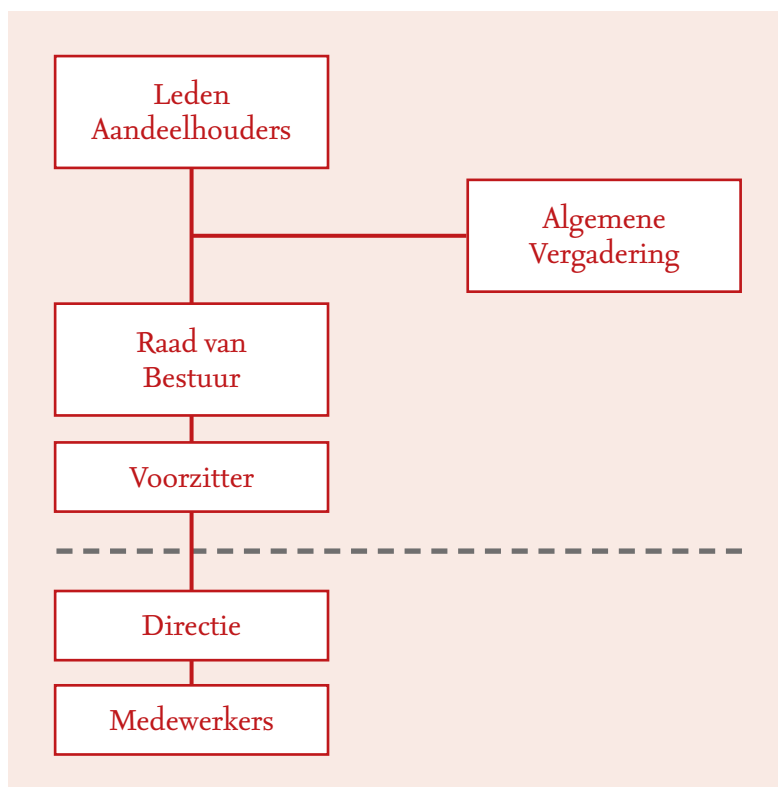 Leden
Aandeelhouders
Algemene
Vergadering
Raad van
Bestuur
Voorzitter
Directie
Medewerkers